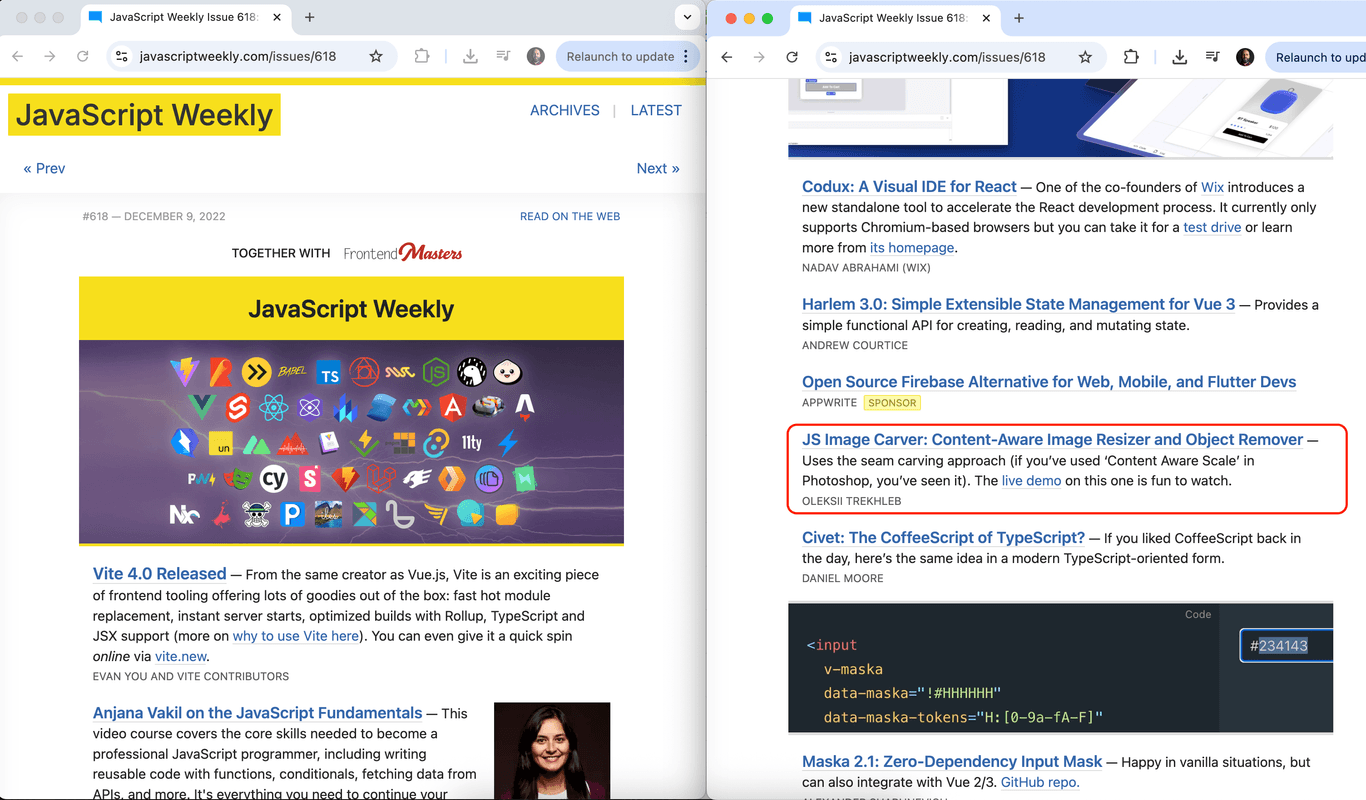 JavaScript Weekly Issue 618:
javascriptweekly.com/issues/618
Relaunch to update
JavaScript Weekly
ARCHIVES | LATEST
« Prev
Next »
#618 — DECEMBER 9, 2022
READ ON THE WEB
TOGETHER WITH FrontendMasters
JavaScript Weekly
BABEL
TS
JS
11ty
un
PW
cy
S
Nx
P
Vite 4.0 Released — From the same creator as Vue.js, Vite is an exciting piece
of frontend tooling offering lots of goodies out of the box: fast hot module
replacement, instant server starts, optimized builds with Rollup, TypeScript and
JSX support (more on why to use Vite here). You can even give it a quick spin
online via vite.new.
EVAN YOU AND VITE CONTRIBUTORS
Anjana Vakil on the JavaScript Fundamentals — This
video course covers the core skills needed to become a
professional JavaScript programmer, including writing
reusable code with functions, conditionals, fetching data from
APIs, and more. It's everything you need to continue your
JavaScript Weekly Issue 618:
javascriptweekly.com/issues/618
Relaunch to upd
Codux: A Visual IDE for React — One of the co-founders of Wix introduces a
new standalone tool to accelerate the React development process. It currently only
supports Chromium-based browsers but you can take it for a test drive or learn
more from its homepage.
NADAV ABRAHAMI (WIX)
Harlem 3.0: Simple Extensible State Management for Vue 3 — Provides a
simple functional API for creating, reading, and mutating state.
ANDREW COURTICE
Open Source Firebase Alternative for Web, Mobile, and Flutter Devs
APPWRITE SPONSOR
JS Image Carver: Content-Aware Image Resizer and Object Remover —
Uses the seam carving approach (if you've used ‘Content Aware Scale’ in
Photoshop, you've seen it). The live demo on this one is fun to watch.
OLEKSII TREKHLEB
Civet: The CoffeeScript of TypeScript? — If you liked CoffeeScript back in
the day, here's the same idea in a modern TypeScript-oriented form.
DANIEL MOORE
Code
<input
v-maska
data-maska="!#HHHHHH"
data-maska-tokens="H:[0-9a-fA-F]"
#234143
Maska 2.1: Zero-Dependency Input Mask — Happy in vanilla situations, but
can also integrate with Vue 2/3. GitHub repo.